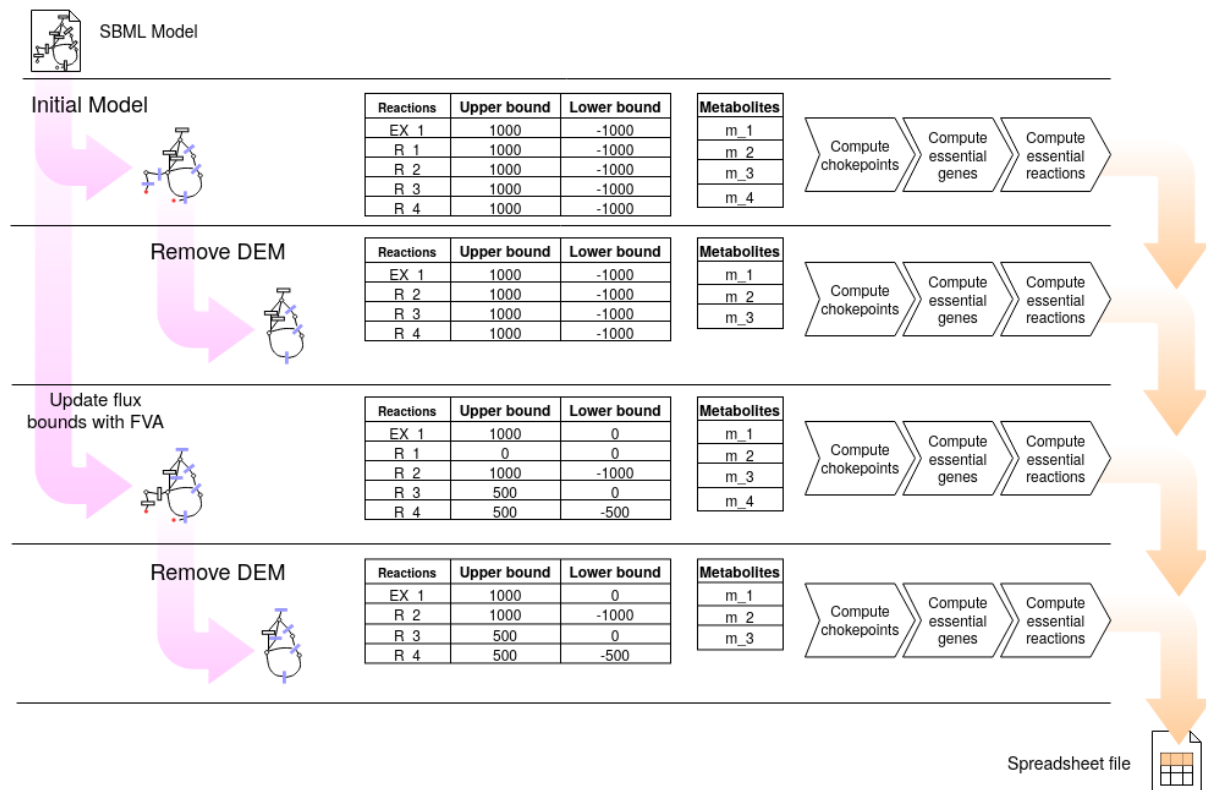 SBML Model
Initial Model
Reactions Upper bound Lower bound
EX_1 1000 -1000
R_1 1000 -1000
R_2 1000 -1000
R_3 1000 -1000
R_4 1000 -1000
Metabolites
m_1
m_2
m_3
m_4
Compute
chokepoints
Compute
essential
genes
Compute
essential
reactions
Remove DEM
Reactions Upper bound Lower bound
EX_1 1000 -1000
R_2 1000 -1000
R_3 1000 -1000
R_4 1000 -1000
Metabolites
m_1
m_2
m_3
Compute
chokepoints
Compute
essential
genes
Compute
essential
reactions
Update flux
bounds with FVA
Reactions Upper bound Lower bound
EX_1 1000 0
R_1 0 0
R_2 1000 -1000
R_3 500 0
R_4 500 -500
Metabolites
m_1
m_2
m_3
m_4
Compute
chokepoints
Compute
essential
genes
Compute
essential
reactions
Remove DEM
Reactions Upper bound Lower bound
EX_1 1000 0
R_2 1000 -1000
R_3 500 0
R_4 500 -500
Metabolites
m_1
m_2
m_3
Compute
chokepoints
Compute
essential
genes
Compute
essential
reactions
Spreadsheet file